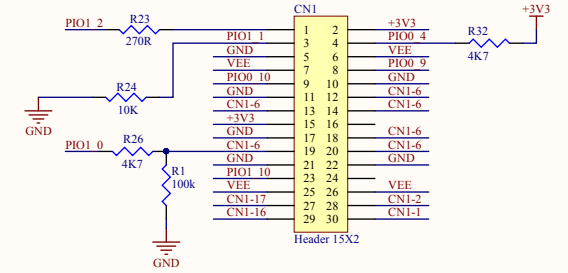 CN1
PIO1_2 R23 270R 1 2 +3V3
PIO1_1 3 4 PIO0_4 R32 4K7 +3V3
GND 5 6 VEE
VEE 7 8 PIO0_9
PIO0_10 9 10 GND
R24 10K GND
GND 11 12 CN1-6
CN1-6 13 14 CN1-6
+3V3 15 16
GND 17 18 CN1-6
PIO1_0 R26 4K7 CN1-6 19 20 CN1-6
R1 100k GND
GND 21 22 GND
PIO1_10 23 24
VEE 25 26 VEE
CN1-17 27 28 CN1-2
CN1-16 29 30 CN1-1
Header 15X2